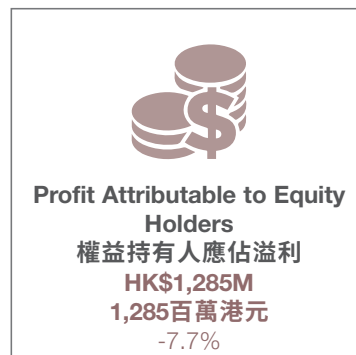 Profit Attributable to Equity
Holders
權益持有人應佔溢利
HK$1,285M
1,285百萬港元
-7.7%